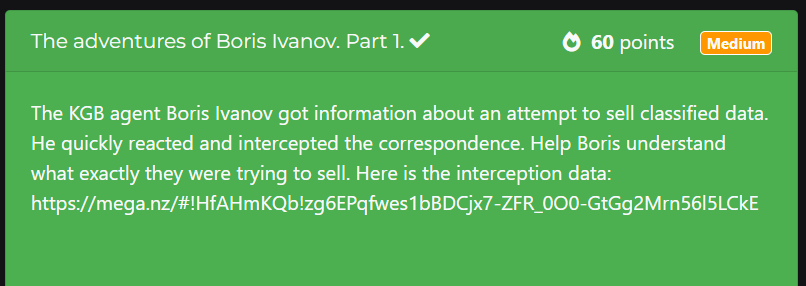 The adventures of Boris Ivanov. Part 1. ✔ 60 points Medium
The KGB agent Boris Ivanov got information about an attempt to sell classified data.
He quickly reacted and intercepted the correspondence. Help Boris understand
what exactly they were trying to sell. Here is the interception data:
https://mega.nz/#!HfAHmKQb!zg6EPqfwes1bBDCjx7-ZFR_0O0-GtGg2Mrn56l5LCkE